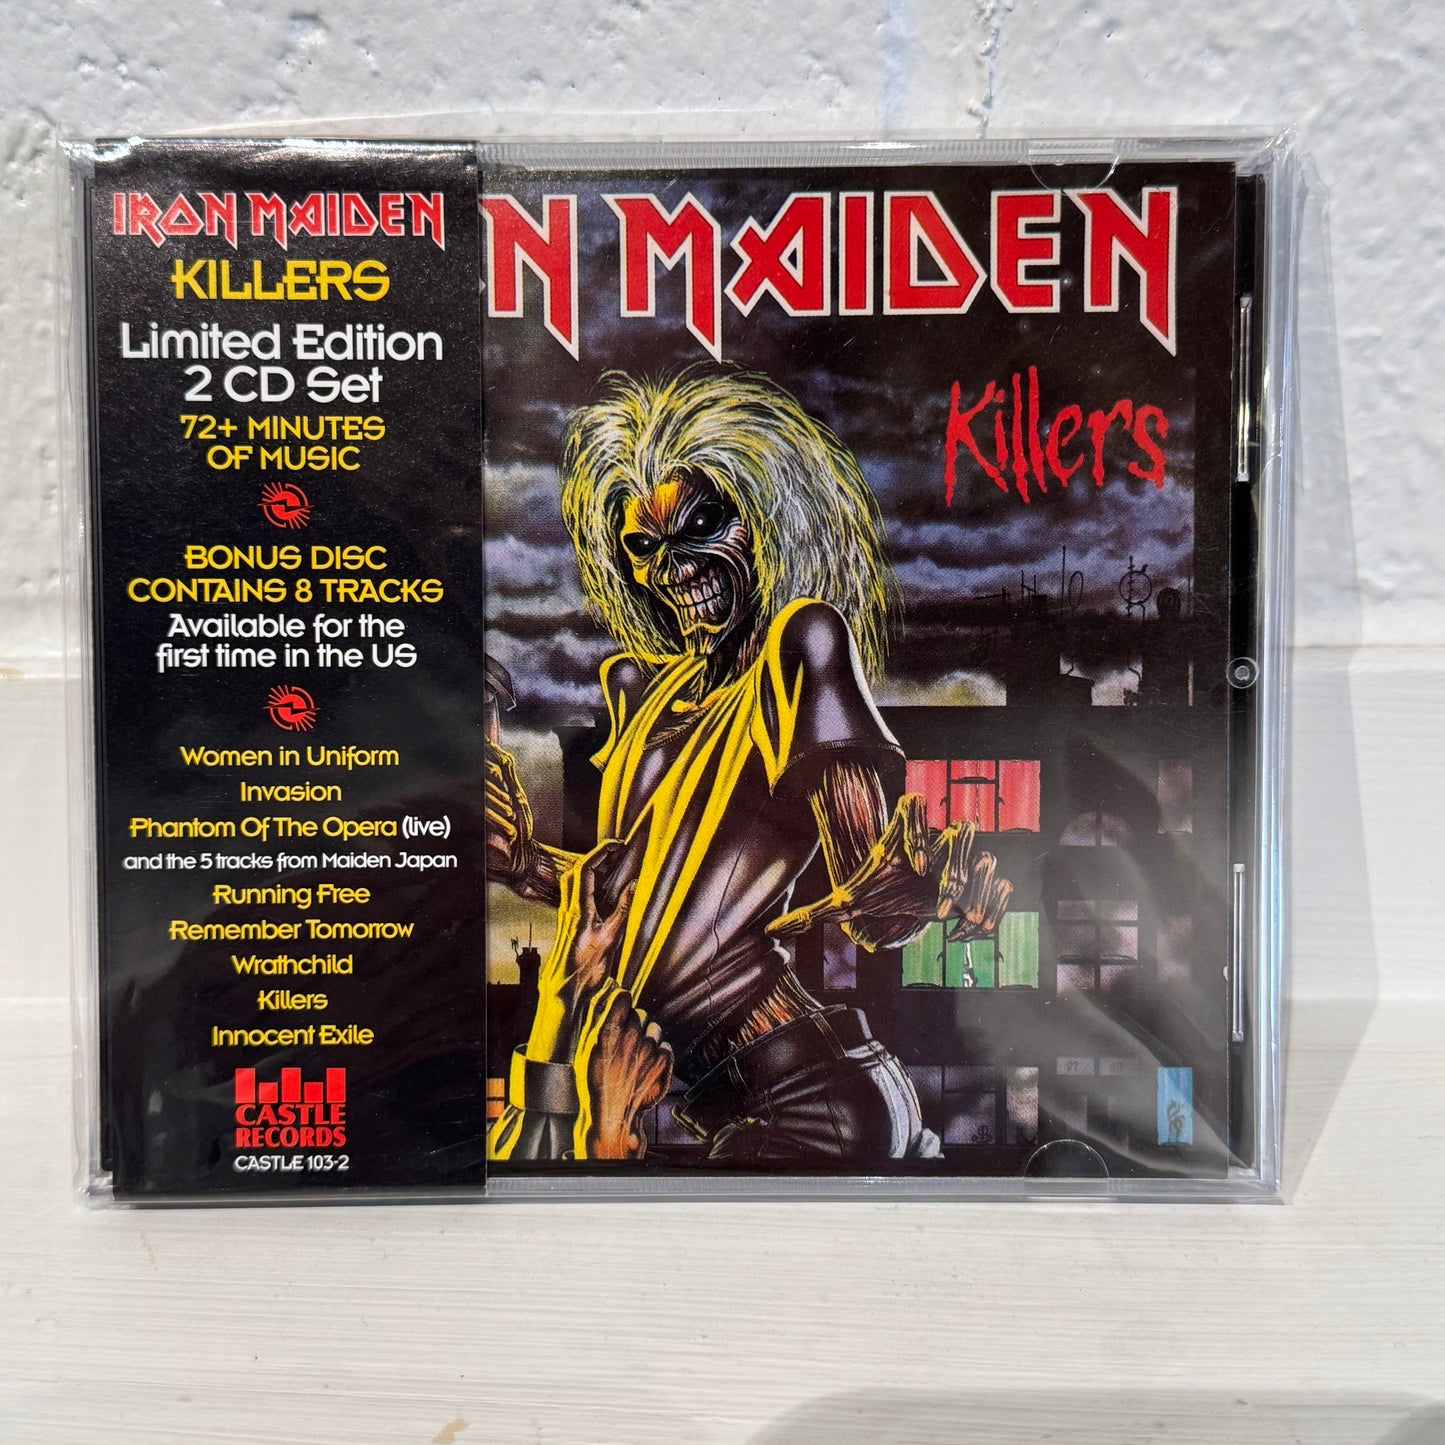 IRON MAIDEN
KILLERS
Limited Edition
2 CD Set
72+ MINUTES
OF MUSIC
BONUS DISC
CONTAINS 8 TRACKS
Available for the
first time in the US
Women in Uniform
Invasion
Phantom Of The Opera (live)
and the 5 tracks from Maiden Japan
Running Free
Remember Tomorrow
Wrathchild
Killers
Innocent Exile
CASTLE
RECORDS
CASTLE 103-2
N MAIDEN
Killers